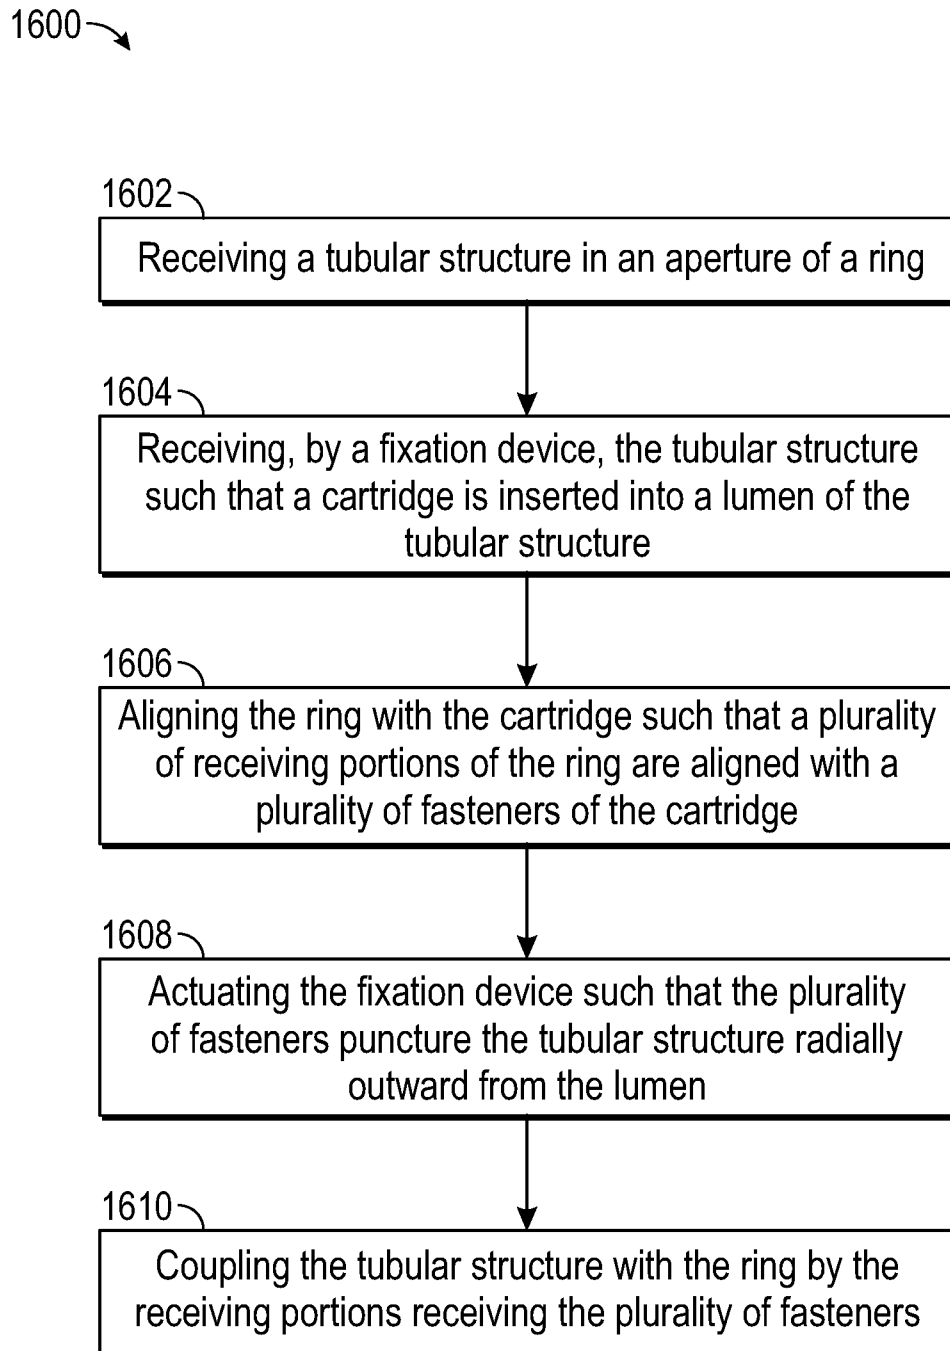 1600
1602
Receiving a tubular structure in an aperture of a ring
1604
Receiving, by a fixation device, the tubular structure
such that a cartridge is inserted into a lumen of the
tubular structure
1606
Aligning the ring with the cartridge such that a plurality
of receiving portions of the ring are aligned with a
plurality of fasteners of the cartridge
1608
Actuating the fixation device such that the plurality
of fasteners puncture the tubular structure radially
outward from the lumen
1610
Coupling the tubular structure with the ring by the
receiving portions receiving the plurality of fasteners